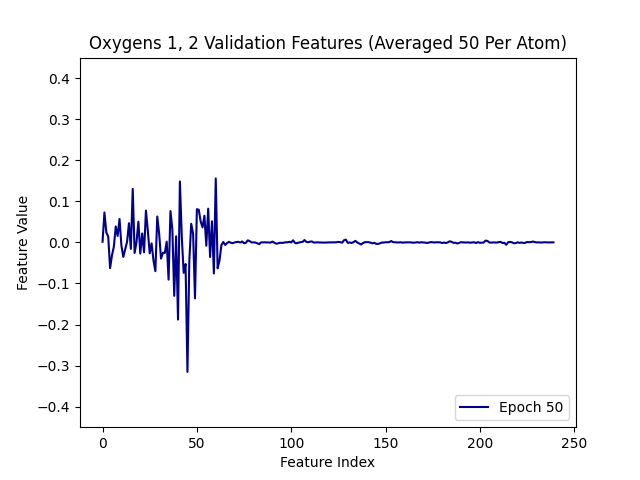 Oxygens 1, 2 Validation Features (Averaged 50 Per Atom)
Feature Value
0.4
0.3
0.2
0.1
0.0
−0.1
−0.2
−0.3
−0.4
Epoch 50
0 50 100 150 200 250
Feature Index